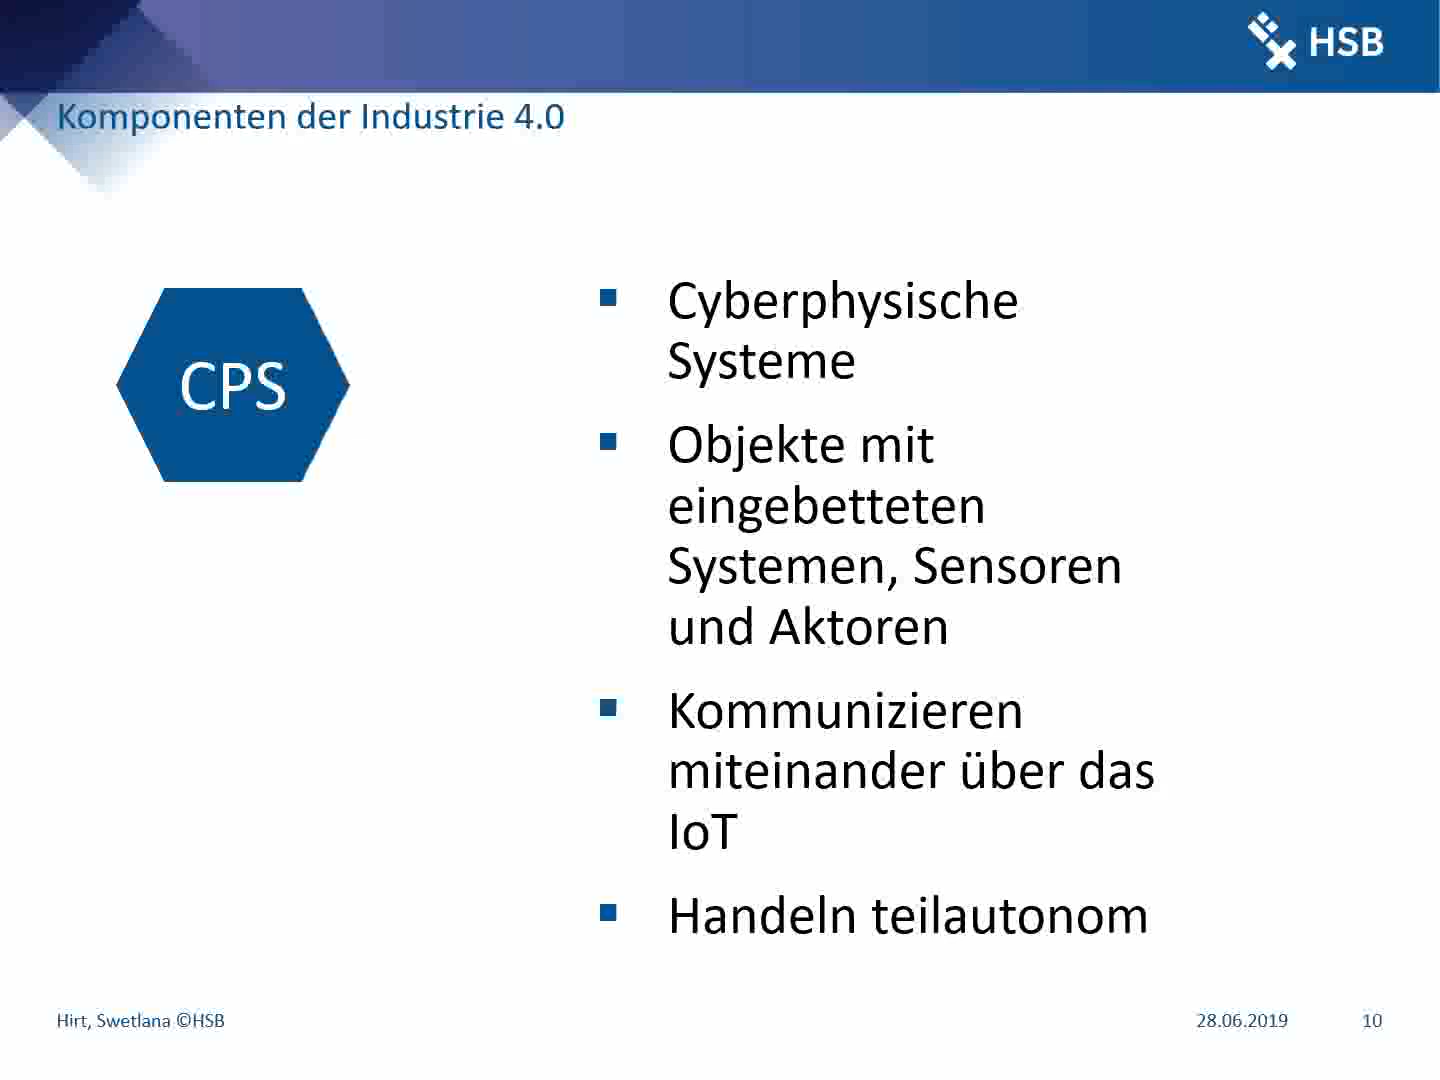 HSB
Komponenten der Industrie 4.0
CPS
Cyberphysische
Systeme
Objekte mit
eingebetteten
Systemen, Sensoren
und Aktoren
Kommunizieren
miteinander über das
IoT
Handeln teilautonom
Hirt, Swetlana ©HSB
28.06.2019
10